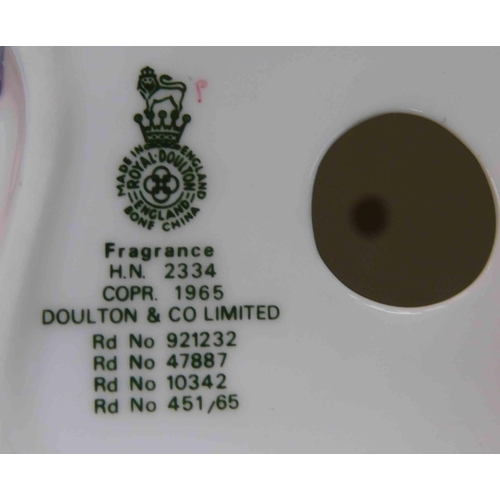 MADE IN ENGLAND
ROYAL·DOULTON
ENGLAND
BONE CHINA
Fragrance
H.N. 2334
COPR. 1965
DOULTON & CO LIMITED
Rd No 921232
Rd No 47887
Rd No 10342
Rd No 451/65